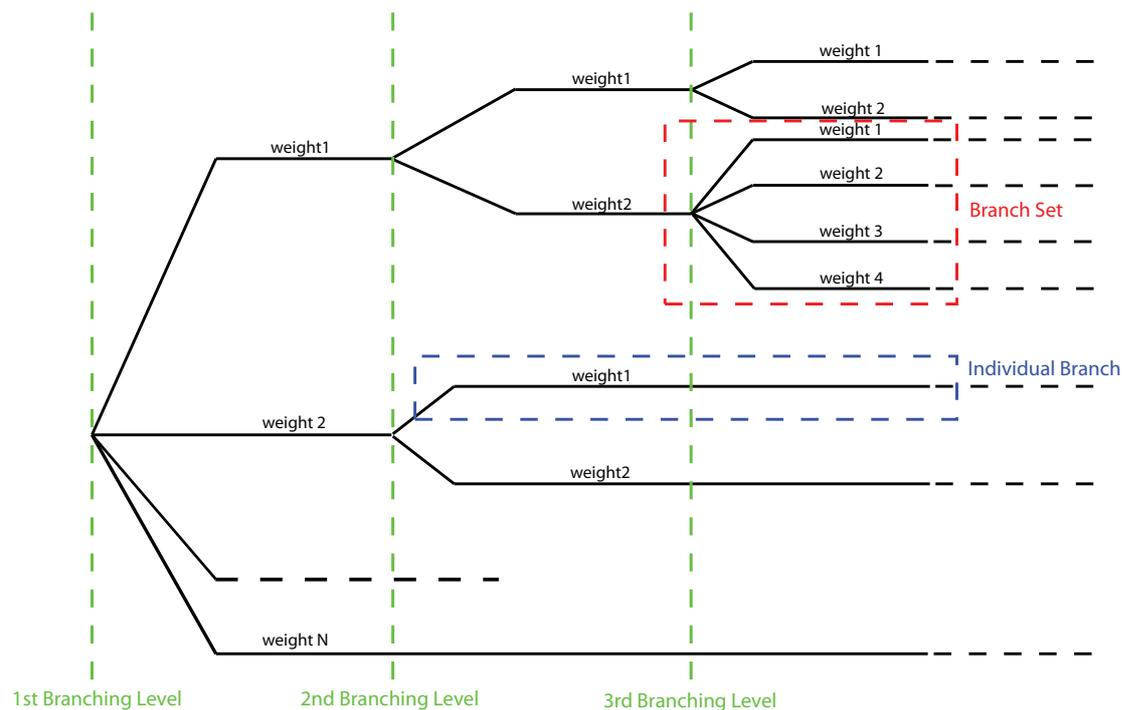 weight 1
weight1
weight 2
weight 1
weight1
weight 2
weight2
Branch Set
weight 3
weight 4
Individual Branch
weight1
weight 2
weight2
weight N
1st Branching Level
2nd Branching Level
3rd Branching Level